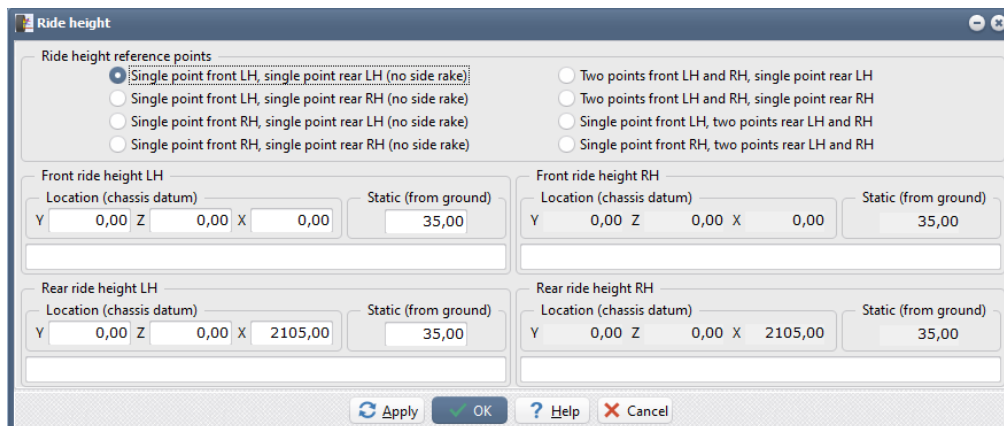 Ride height
Ride height reference points
Single point front LH, single point rear LH (no side rake)
Single point front LH, single point rear RH (no side rake)
Single point front RH, single point rear LH (no side rake)
Single point front RH, single point rear RH (no side rake)
Two points front LH and RH, single point rear LH
Two points front LH and RH, single point rear RH
Single point front LH, two points rear LH and RH
Single point front RH, two points rear LH and RH
Front ride height LH
Location (chassis datum) Static (from ground)
Y 0,00 Z 0,00 X 0,00 35,00
Front ride height RH
Location (chassis datum) Static (from ground)
Y 0,00 Z 0,00 X 0,00 35,00
Rear ride height LH
Location (chassis datum) Static (from ground)
Y 0,00 Z 0,00 X 2105,00 35,00
Rear ride height RH
Location (chassis datum) Static (from ground)
Y 0,00 Z 0,00 X 2105,00 35,00
Apply OK ? Help Cancel